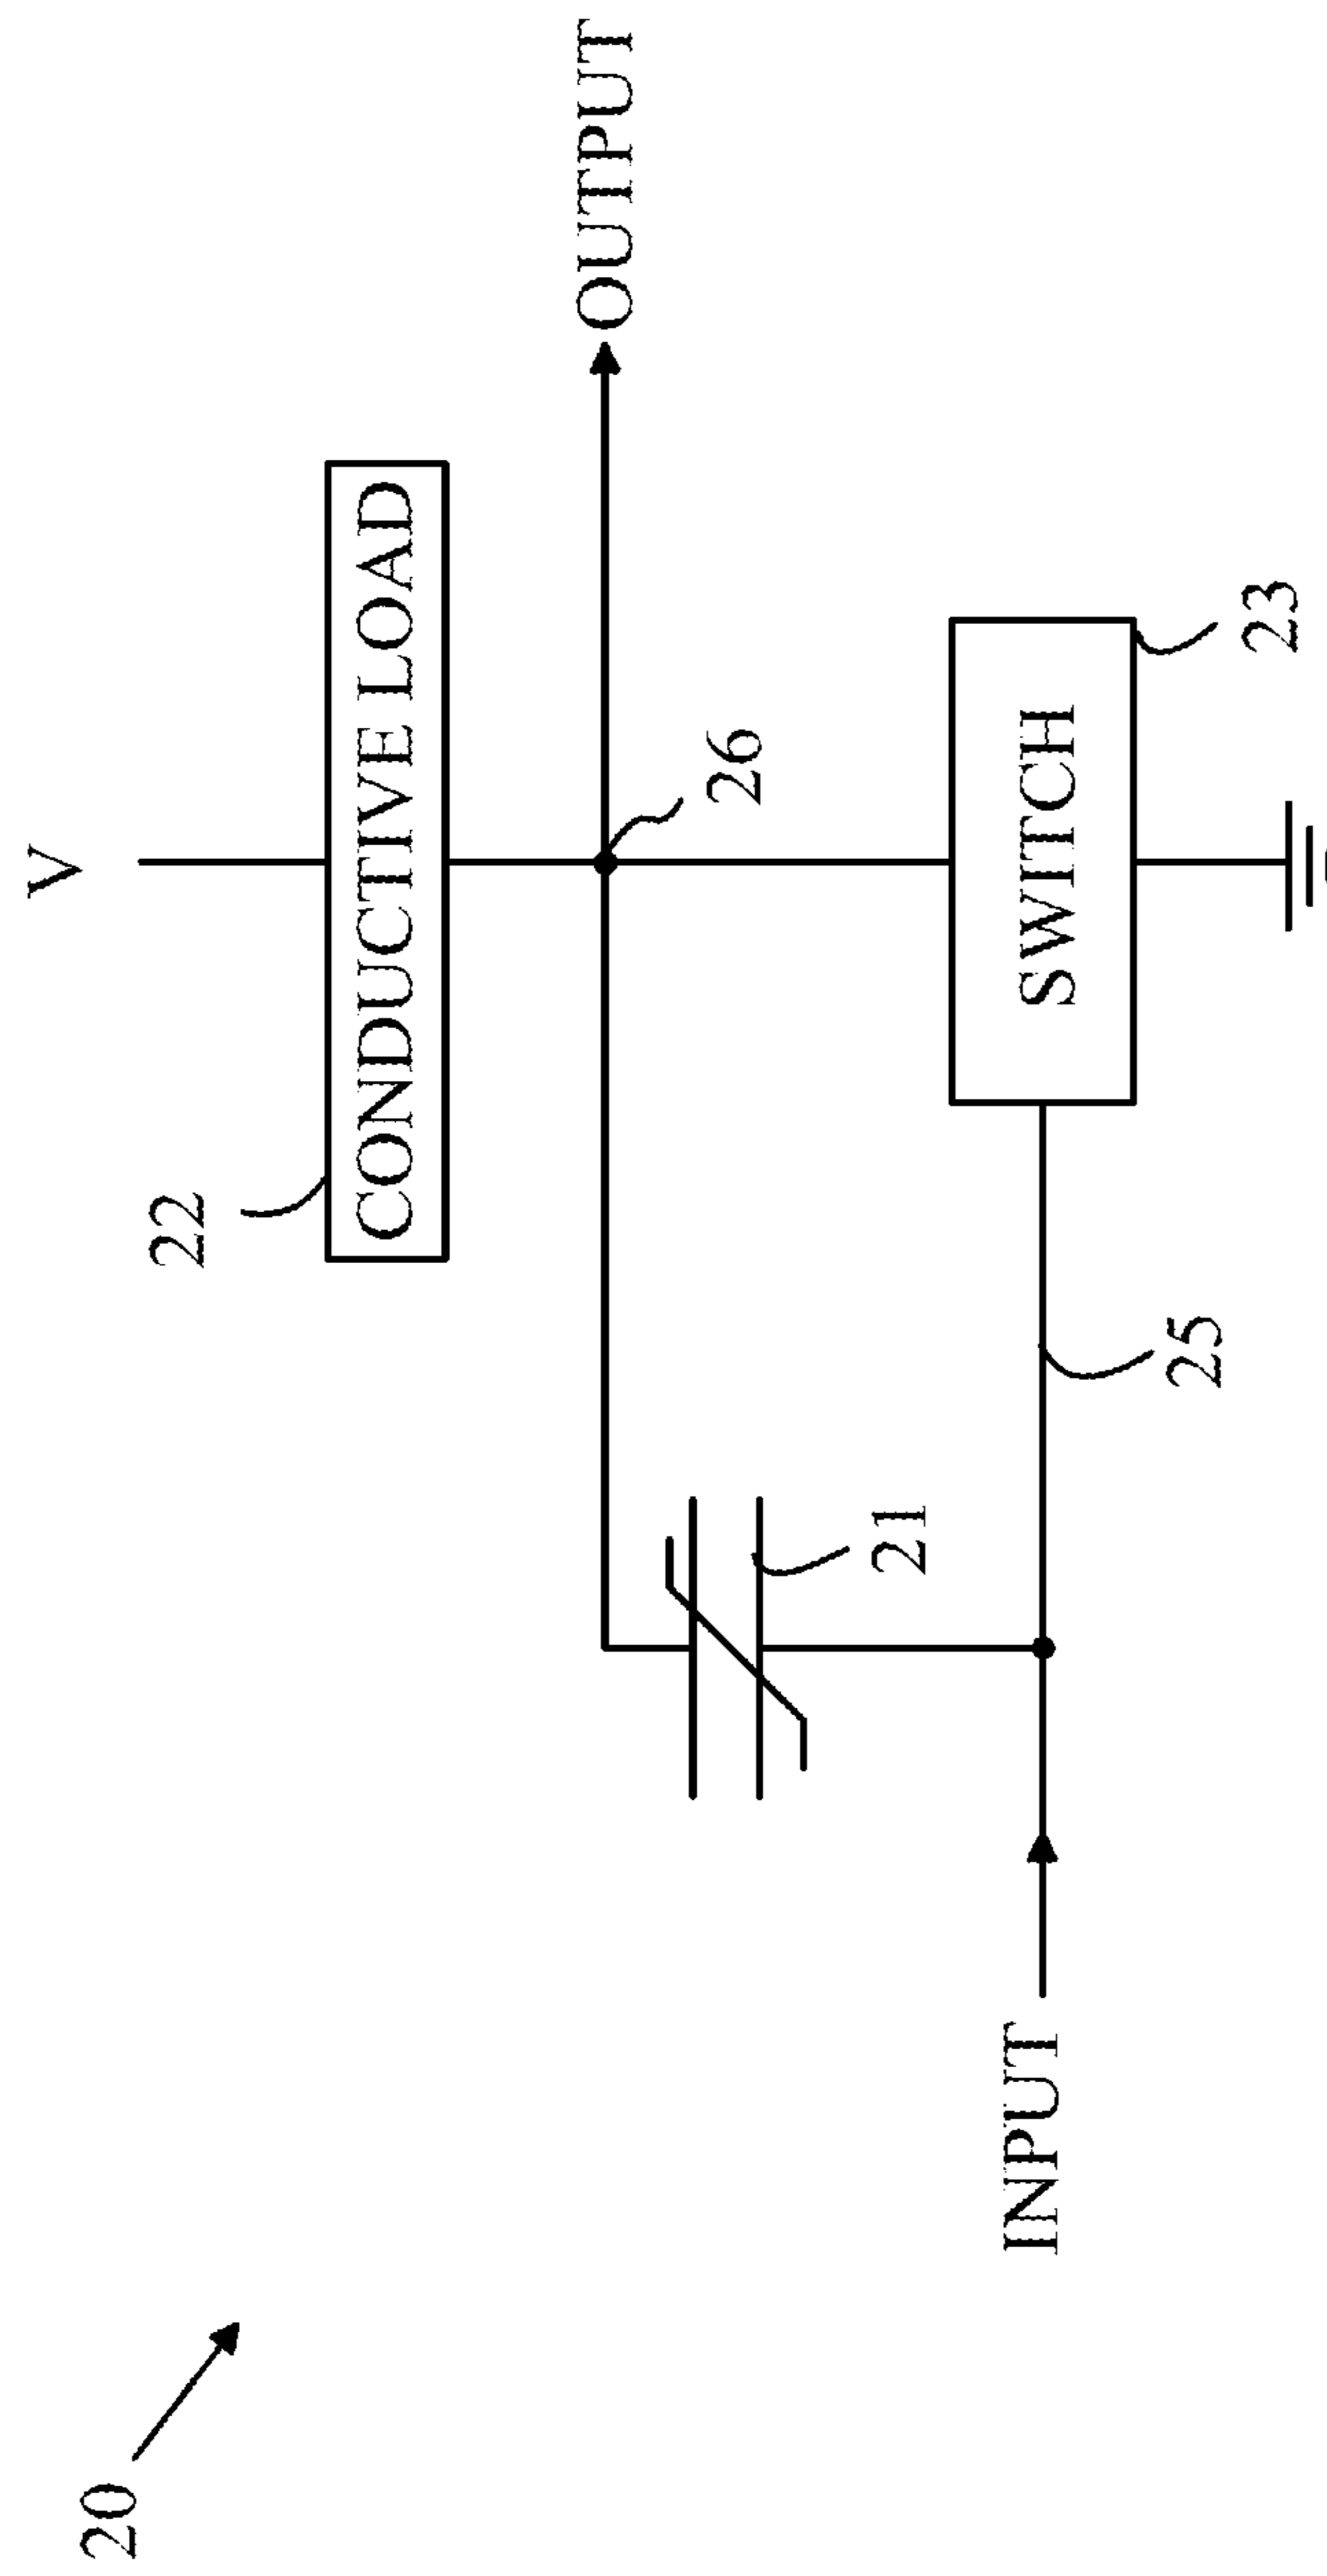 20
V
22
CONDUCTIVE LOAD
OUTPUT
26
21
SWITCH
INPUT
25
23